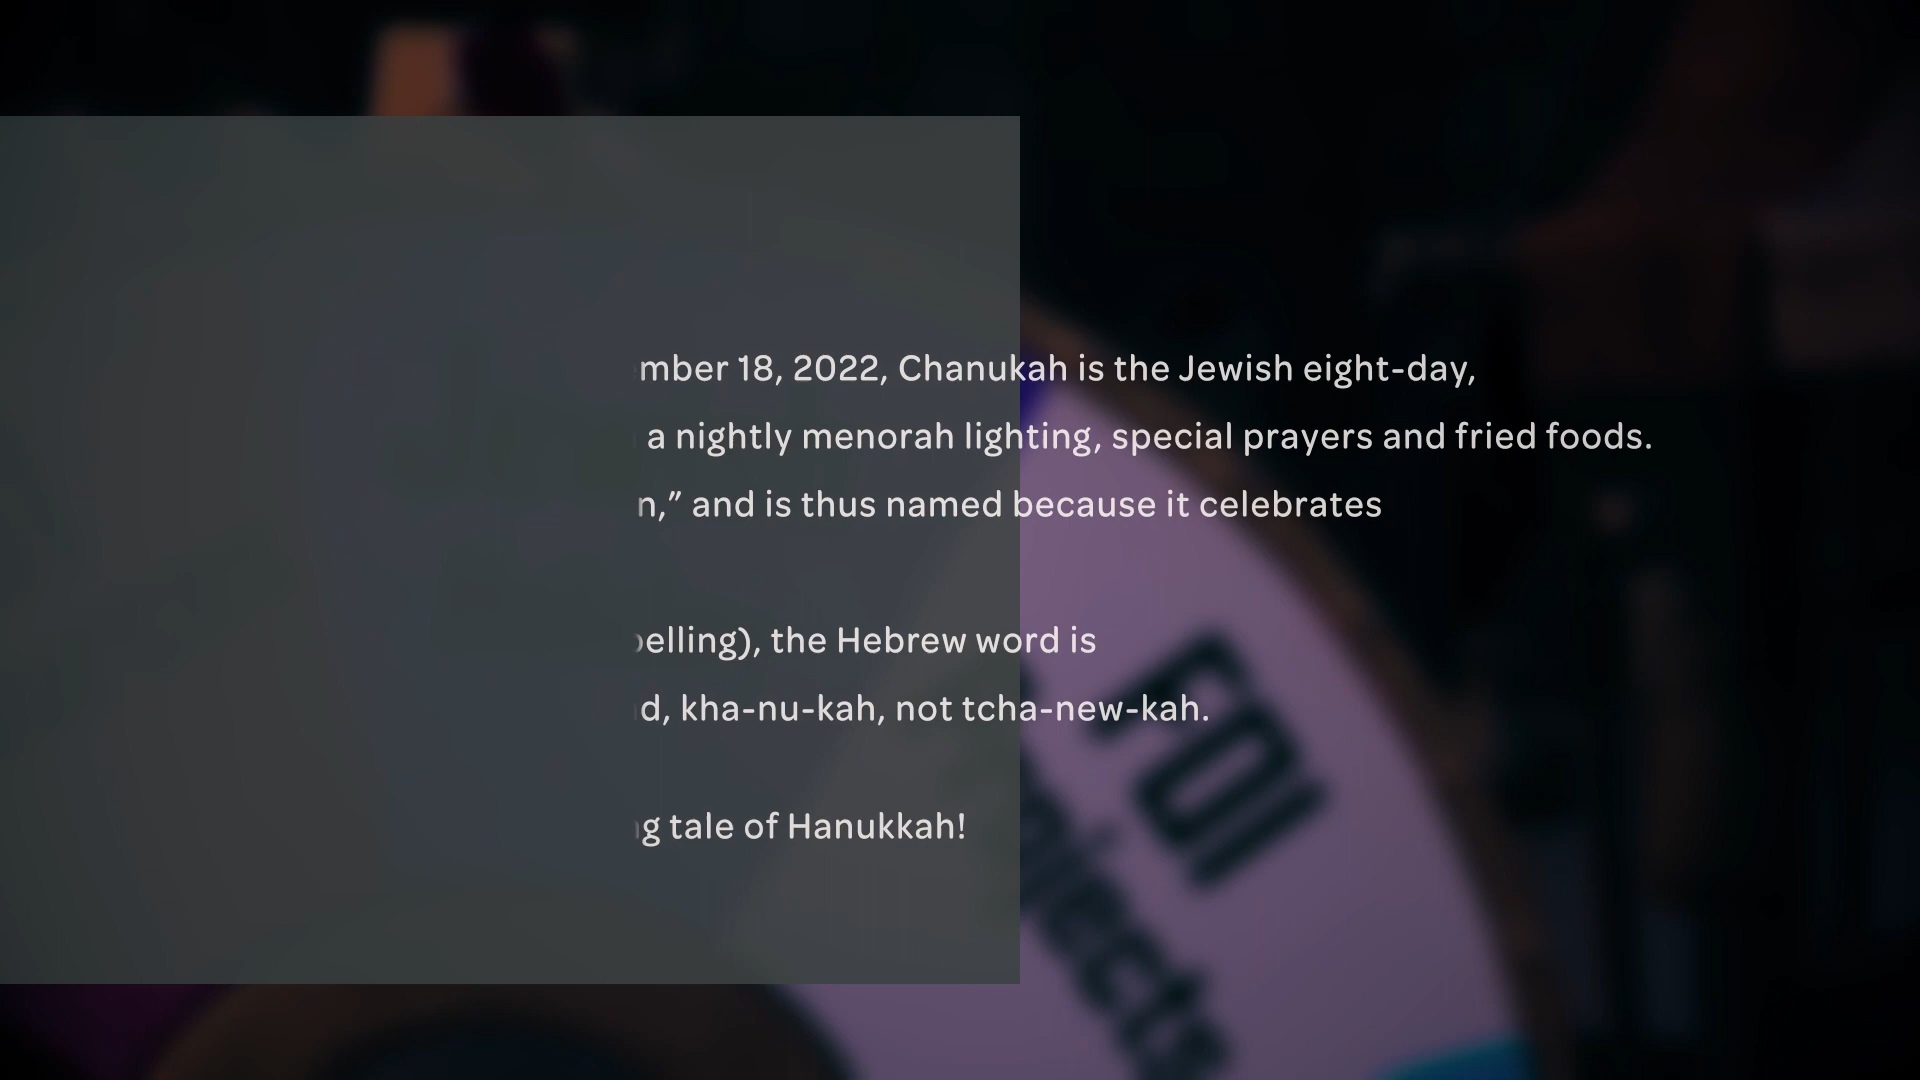 mber 18, 2022, Chanukah is the Jewish eight-day,
a nightly menorah lighting, special prayers and fried foods.
n,” and is thus named because it celebrates
elling), the Hebrew word is
d, kha-nu-kah, not tcha-new-kah.
g tale of Hanukkah!
FDI